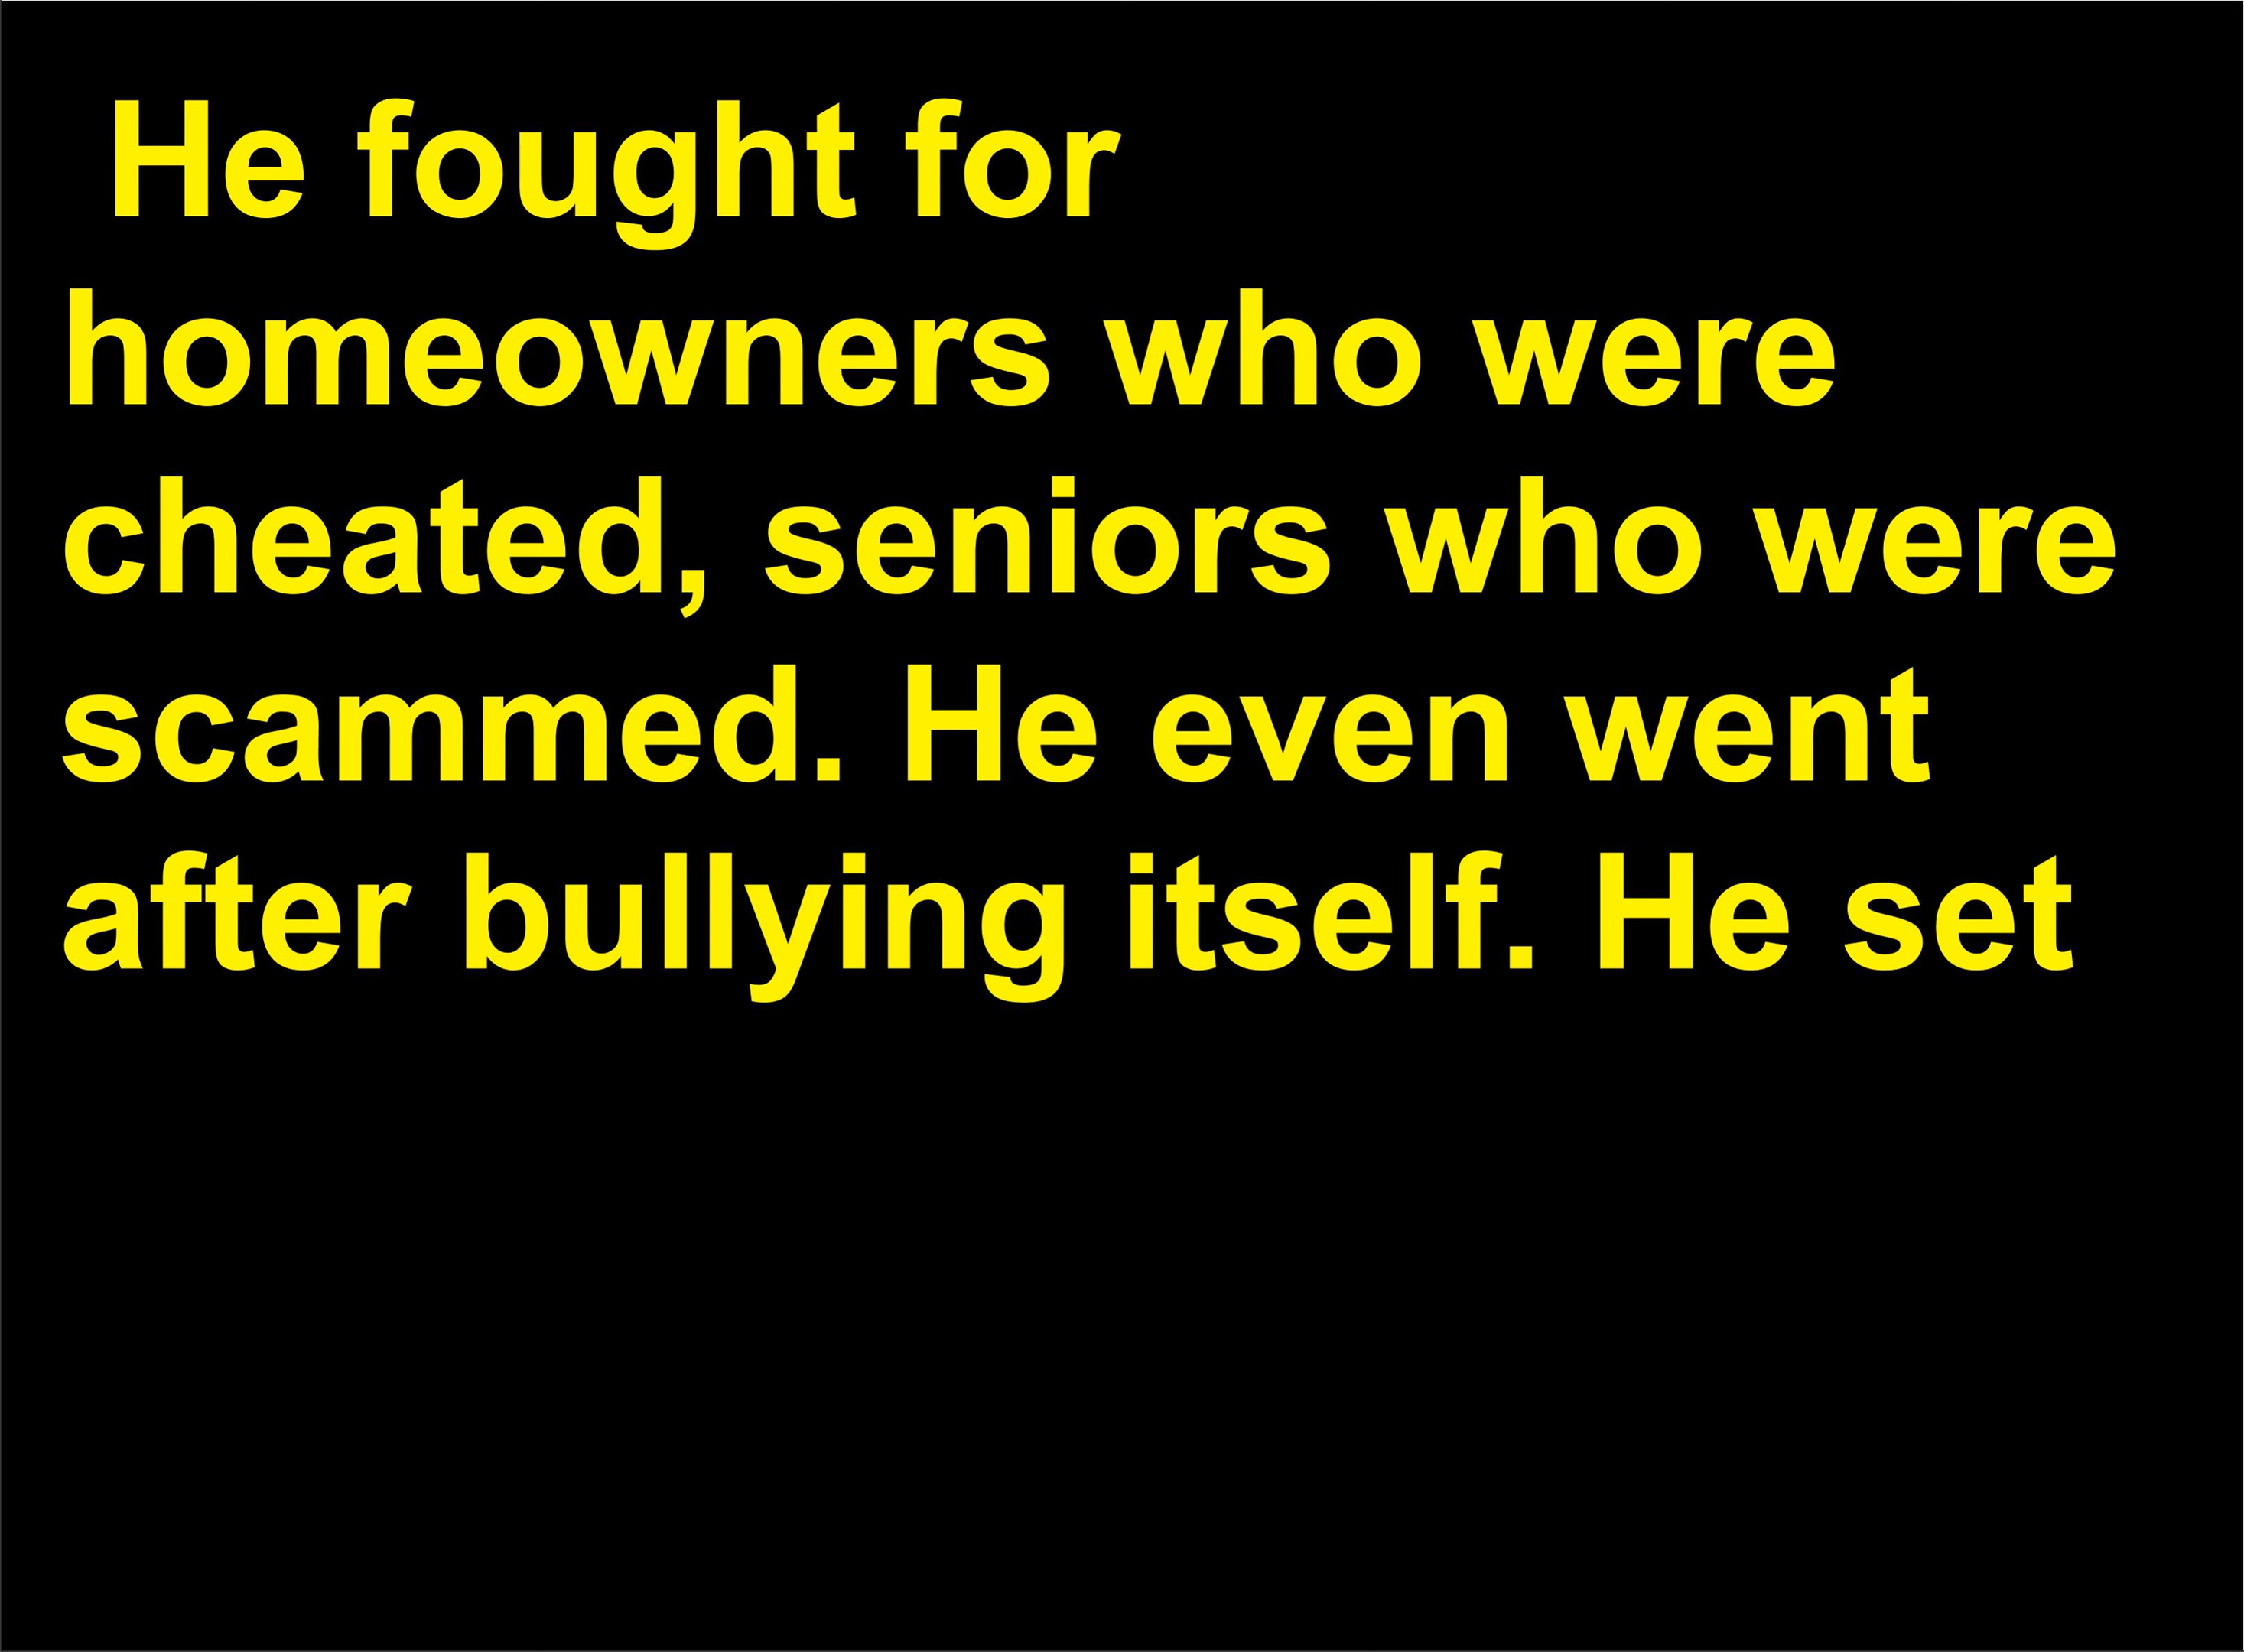 He fought for
homeowners who were
cheated, seniors who were
scammed. He even went
after bullying itself. He set